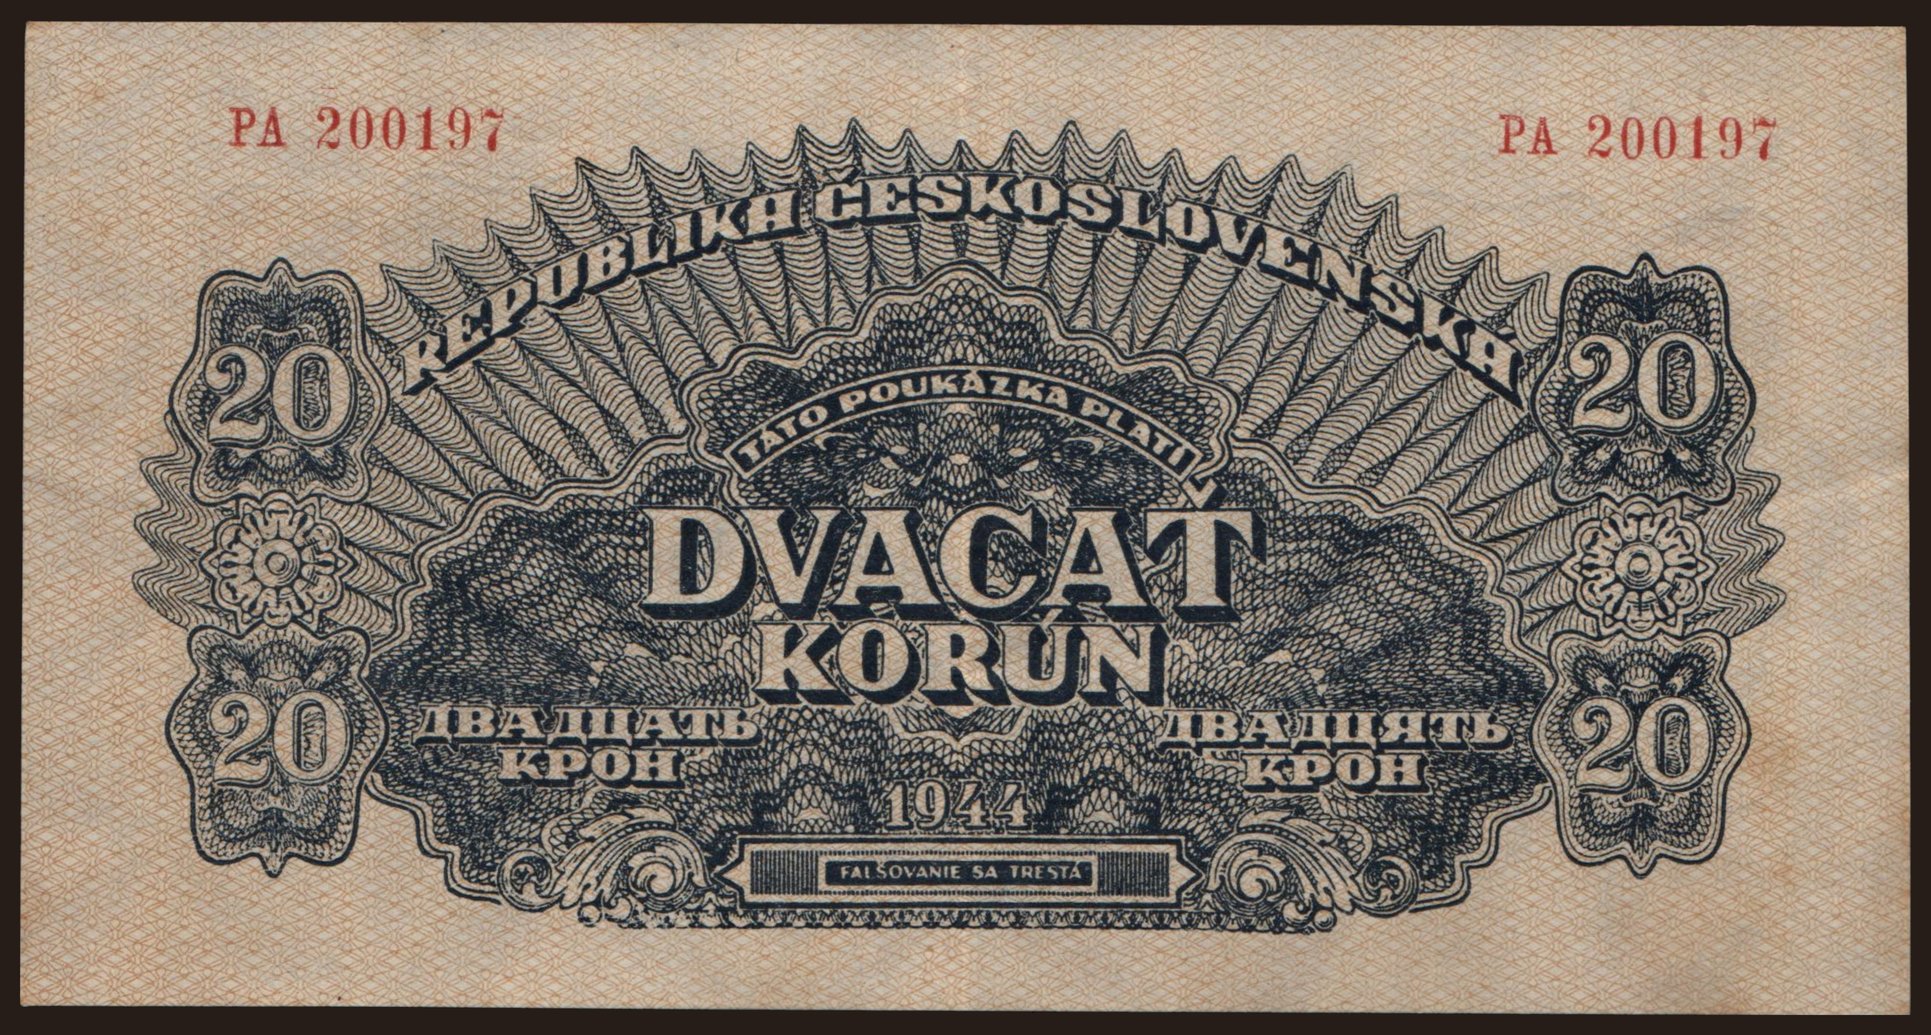 PA 200197
PA 200197
REPUBLIKA ČESKOSLOVENSKÁ
20
20
TÁTO POUKÁZKA PLATÍ
DVACAŤ
KORÚN
ДВАДЦАТЬ
КРОН
ДВАДЦЯТЬ
КРОН
20
20
1944
FALŠOVANIE SA TRESTÁ